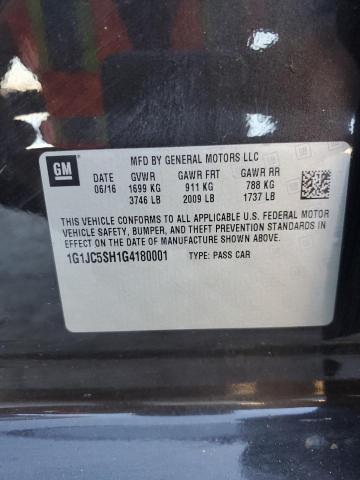 GM
MFD BY GENERAL MOTORS LLC
DATE GVWR GAWR FRT GAWR RR
06/16 1699 KG 911 KG 788 KG
3746 LB 2009 LB 1737 LB
THIS VEHICLE CONFORMS TO ALL APPLICABLE U.S. FEDERAL MOTOR
VEHICLE SAFETY, BUMPER, AND THEFT PREVENTION STANDARDS
IN EFFECT ON THE DATE OF MANUFACTURE SHOWN ABOVE.
1G1JC5SH1G4180001 TYPE: PASS CAR